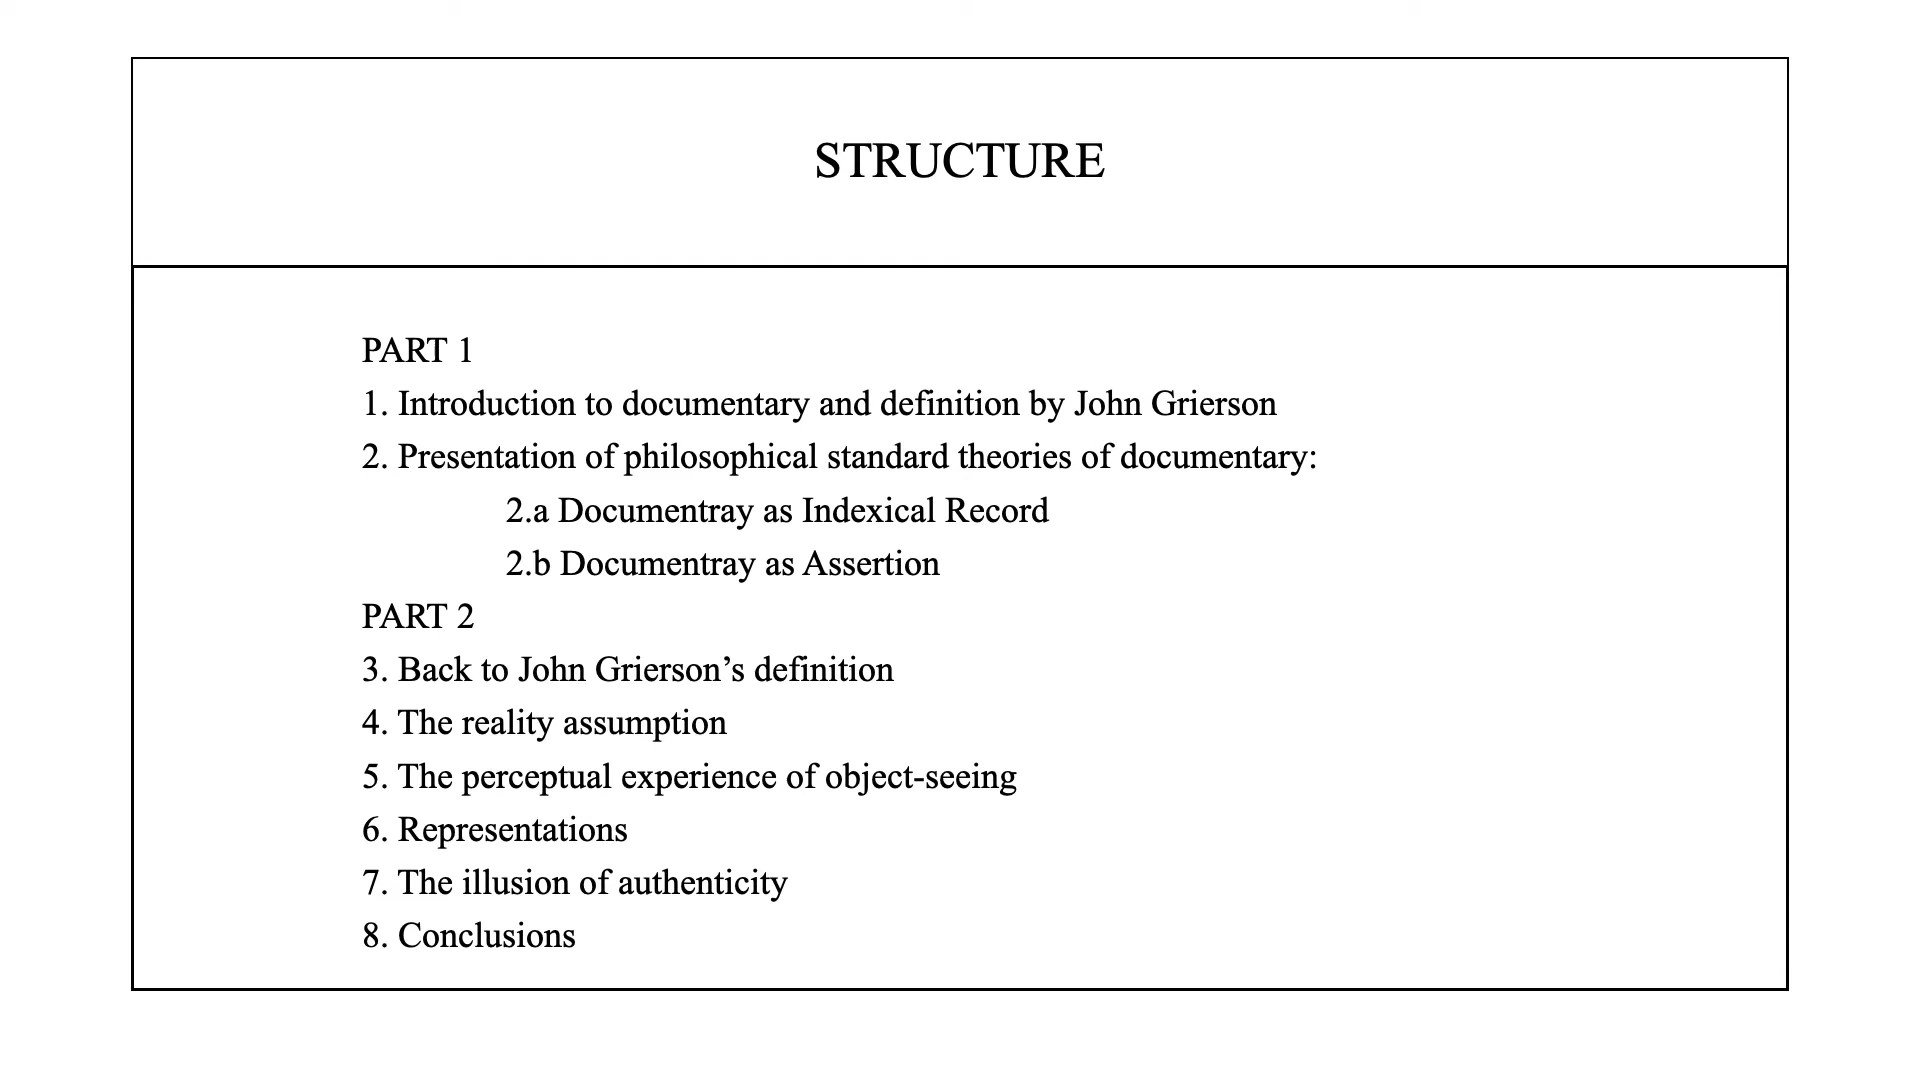 STRUCTURE
PART 1
1. Introduction to documentary and definition by John Grierson
2. Presentation of philosophical standard theories of documentary:
2.a Documentray as Indexical Record
2.b Documentray as Assertion
PART 2
3. Back to John Grierson’s definition
4. The reality assumption
5. The perceptual experience of object-seeing
6. Representations
7. The illusion of authenticity
8. Conclusions